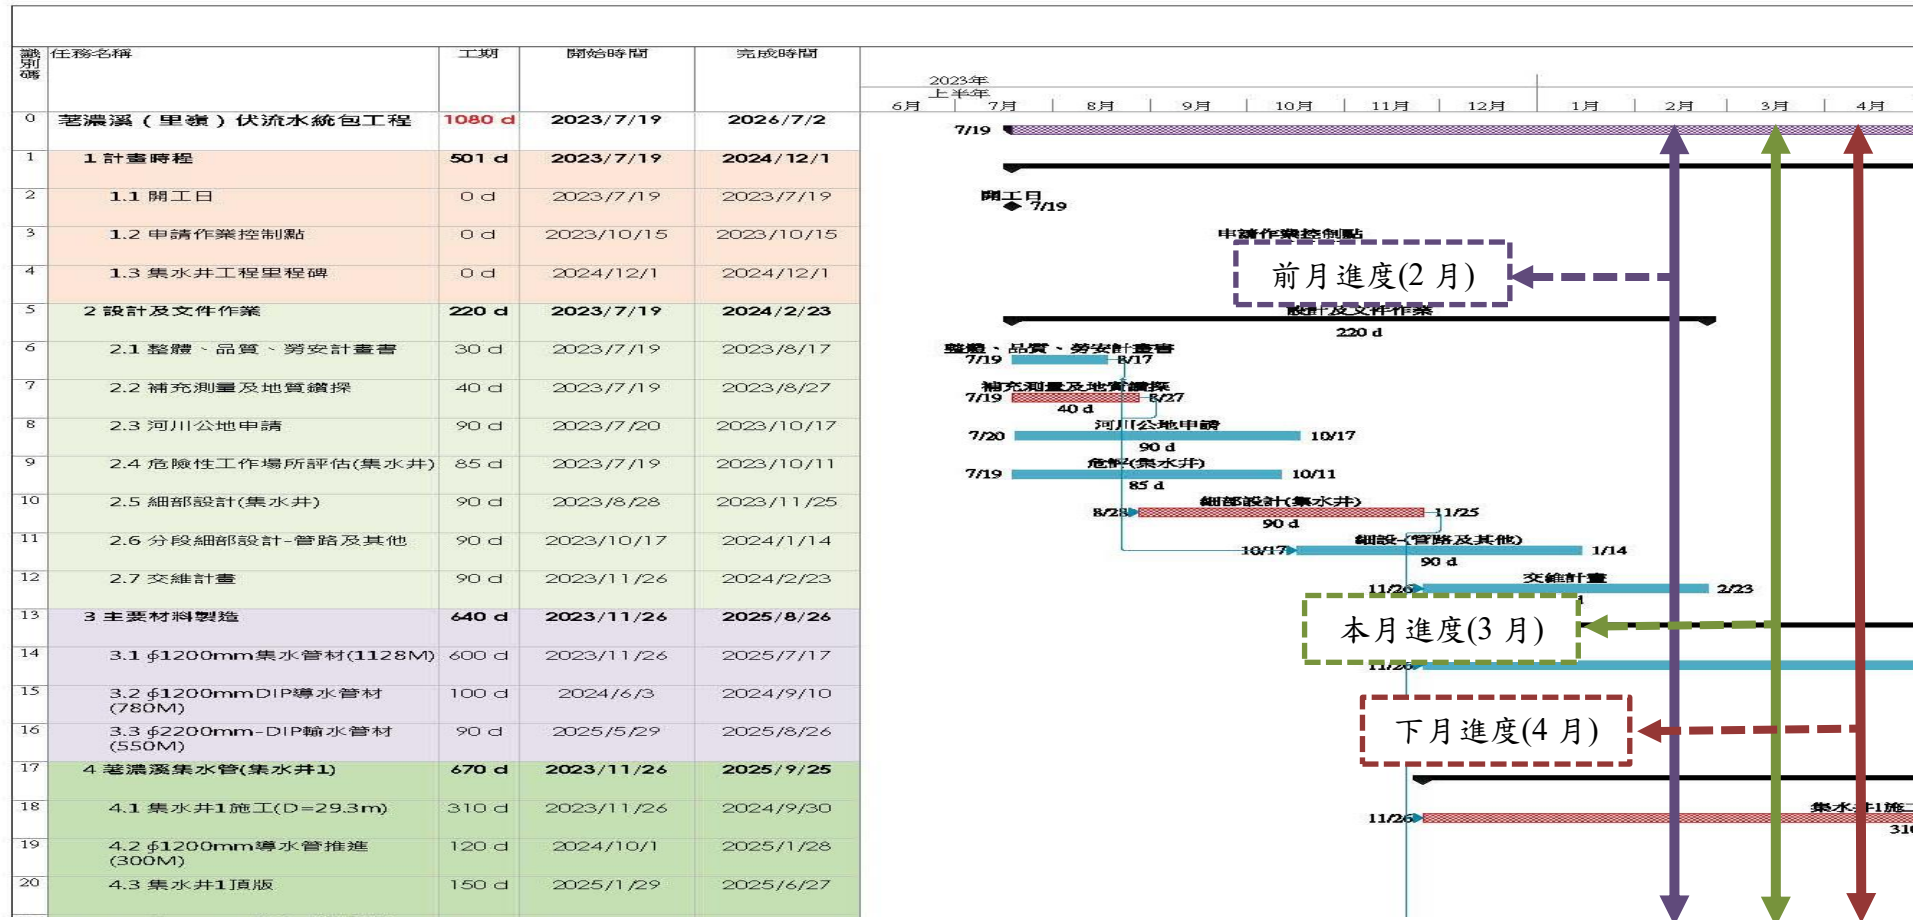 識別碼 任務名稱 工期 開始時間 完成時間
2023年
上半年
6月 7月 8月 9月 10月 11月 12月 1月 2月 3月 4月
0 荖濃溪(里嶺)伏流水統包工程 1080 d 2023/7/19 2026/7/2
7/19
1 1 計畫時程 501 d 2023/7/19 2024/12/1
2 1.1 開工日 0 d 2023/7/19 2023/7/19
開工日
7/19
3 1.2 申請作業控制點 0 d 2023/10/15 2023/10/15
申請作業控制點
4 1.3 集水井工程里程碑 0 d 2024/12/1 2024/12/1
前月進度(2月)
5 2 設計及文件作業 220 d 2023/7/19 2024/2/23
設計及文件作業
220 d
6 2.1 整體、品質、勞安計畫書 30 d 2023/7/19 2023/8/17
整體、品質、勞安計畫書
7/19 8/17
7 2.2 補充測量及地質鑽探 40 d 2023/7/19 2023/8/27
補充測量及地質鑽探
7/19 8/27
40 d
8 2.3 河川公地申請 90 d 2023/7/20 2023/10/17
河川公地申請
7/20 10/17
90 d
9 2.4 危險性工作場所評估(集水井) 85 d 2023/7/19 2023/10/11
危評(集水井)
7/19 10/11
85 d
10 2.5 細部設計(集水井) 90 d 2023/8/28 2023/11/25
細部設計(集水井)
8/28 11/25
90 d
11 2.6 分段細部設計-管路及其他 90 d 2023/10/17 2024/1/14
細設-(管路及其他)
10/17 1/14
90 d
12 2.7 交維計畫 90 d 2023/11/26 2024/2/23
交維計畫
11/26 2/23
13 3 主要材料製造 640 d 2023/11/26 2025/8/26
本月進度(3月)
14 3.1 ∮1200mm集水管材(1128M) 600 d 2023/11/26 2025/7/17
11/26
15 3.2 ∮1200mmDIP導水管材
(780M) 100 d 2024/6/3 2024/9/10
16 3.3 ∮2200mm-DIP輸水管材
(550M) 90 d 2025/5/29 2025/8/26
下月進度(4月)
17 4 荖濃溪集水管(集水井1) 670 d 2023/11/26 2025/9/25
18 4.1 集水井1施工(D=29.3m) 310 d 2023/11/26 2024/9/30
集水井1施工
11/26
310
19 4.2 ∮1200mm導水管推進
(300M) 120 d 2024/10/1 2025/1/28
20 4.3 集水井1頂版 150 d 2025/1/29 2025/6/27